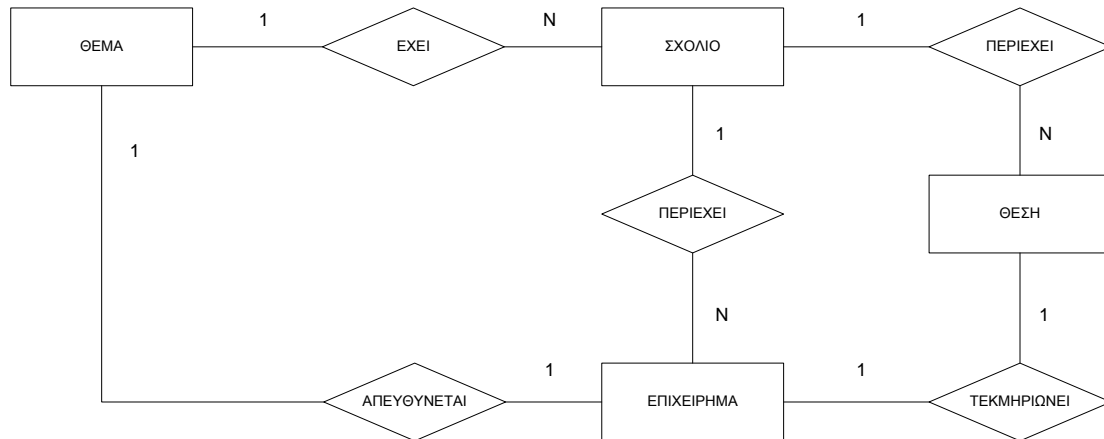 1 N 1
ΘΕΜΑ ΕΧΕΙ ΣΧΟΛΙΟ ΠΕΡΙΕΧΕΙ
1 1 N
ΠΕΡΙΕΧΕΙ ΘΕΣΗ
N 1
1 1
ΑΠΕΥΘΥΝΕΤΑΙ ΕΠΙΧΕΙΡΗΜΑ ΤΕΚΜΗΡΙΩΝΕΙ